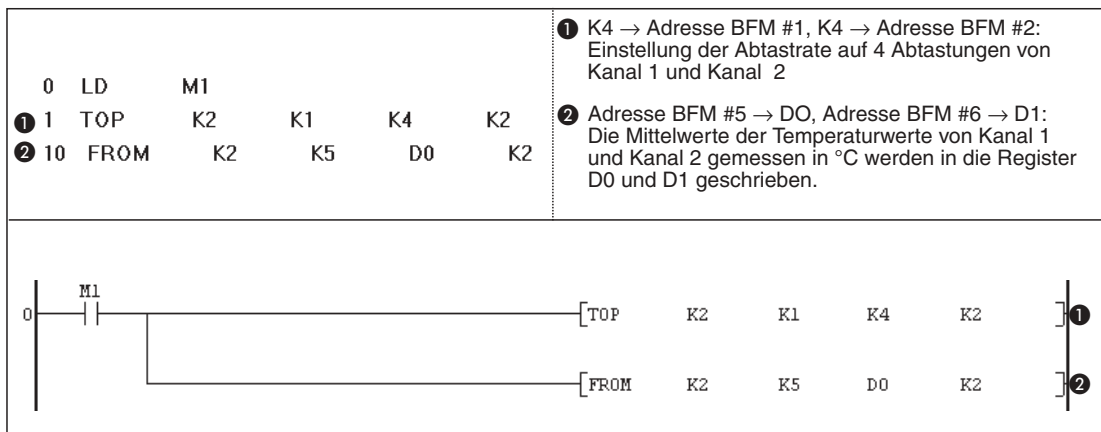 0 LD M1
❶ 1 TOP K2 K1 K4 K2
❷ 10 FROM K2 K5 D0 K2
❶ K4 → Adresse BFM #1, K4 → Adresse BFM #2:
Einstellung der Abtastrate auf 4 Abtastungen von
Kanal 1 und Kanal 2
❷ Adresse BFM #5 → DO, Adresse BFM #6 → D1:
Die Mittelwerte der Temperaturwerte von Kanal 1
und Kanal 2 gemessen in °C werden in die Register
D0 und D1 geschrieben.
M1
0 [TOP K2 K1 K4 K2 ] ❶
[FROM K2 K5 D0 K2 ] ❷